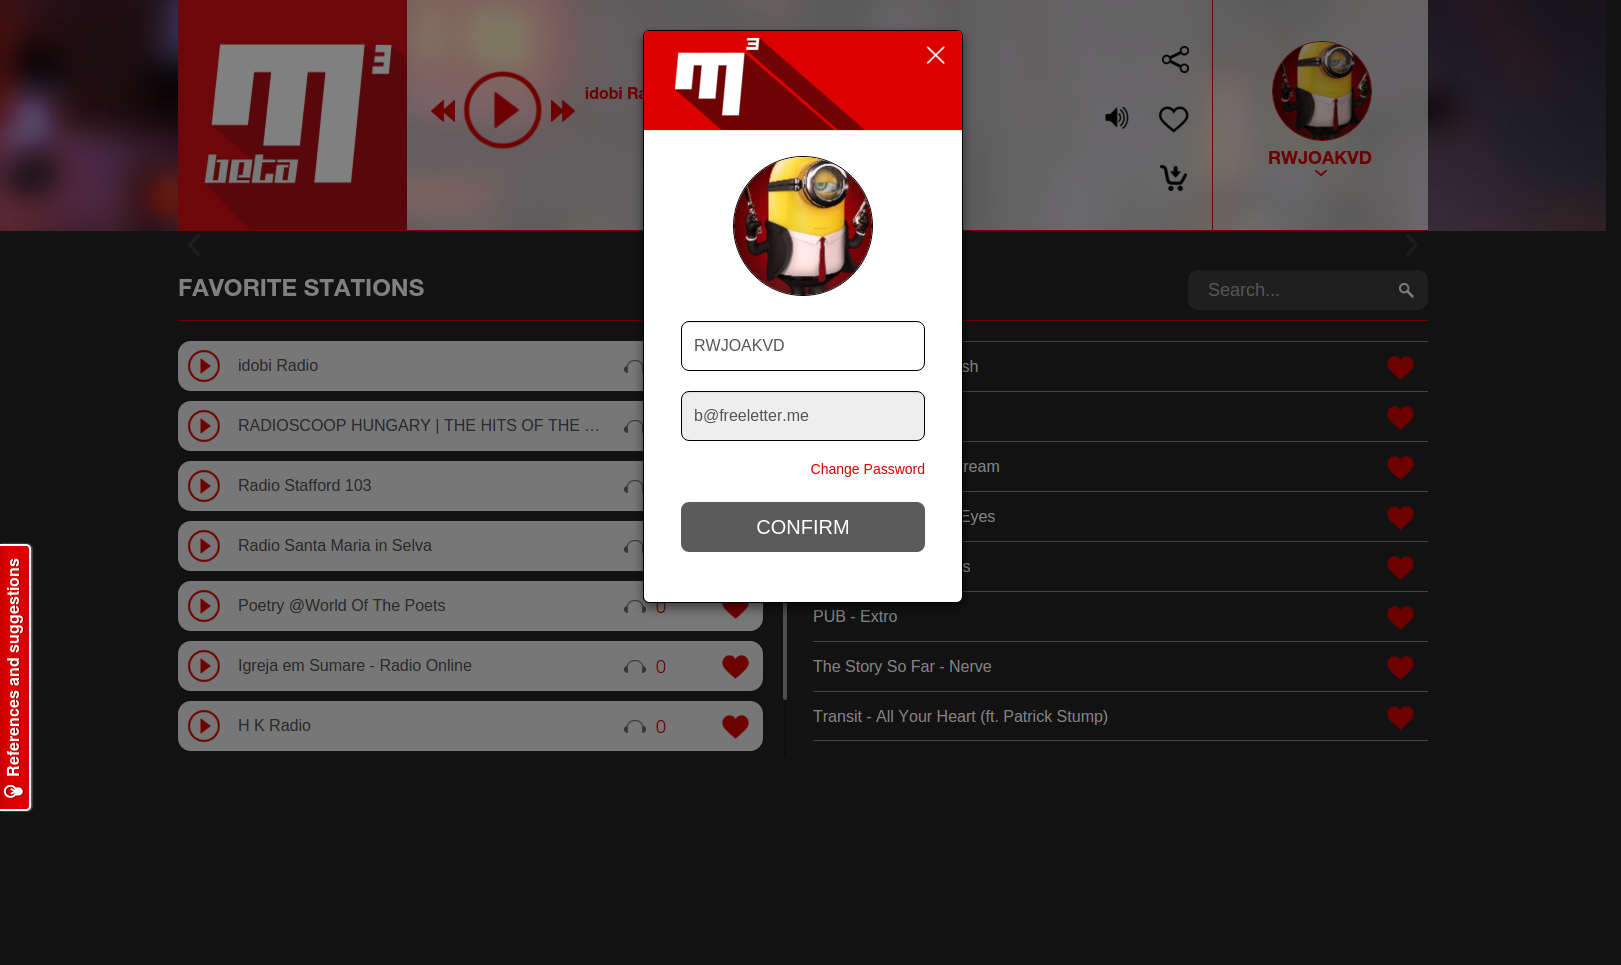 m3
beta
idobi Ra
RWJOAKVD
m3
RWJOAKVD
b@freeletter.me
Change Password
CONFIRM
FAVORITE STATIONS
Search...
idobi Radio
RADIOSCOOP HUNGARY | THE HITS OF THE ...
Radio Stafford 103
Radio Santa Maria in Selva
Poetry @World Of The Poets 0
Igreja em Sumare - Radio Online 0
H K Radio 0
sh
ream
Eyes
s
PUB - Extro
The Story So Far - Nerve
Transit - All Your Heart (ft. Patrick Stump)
References and suggestions